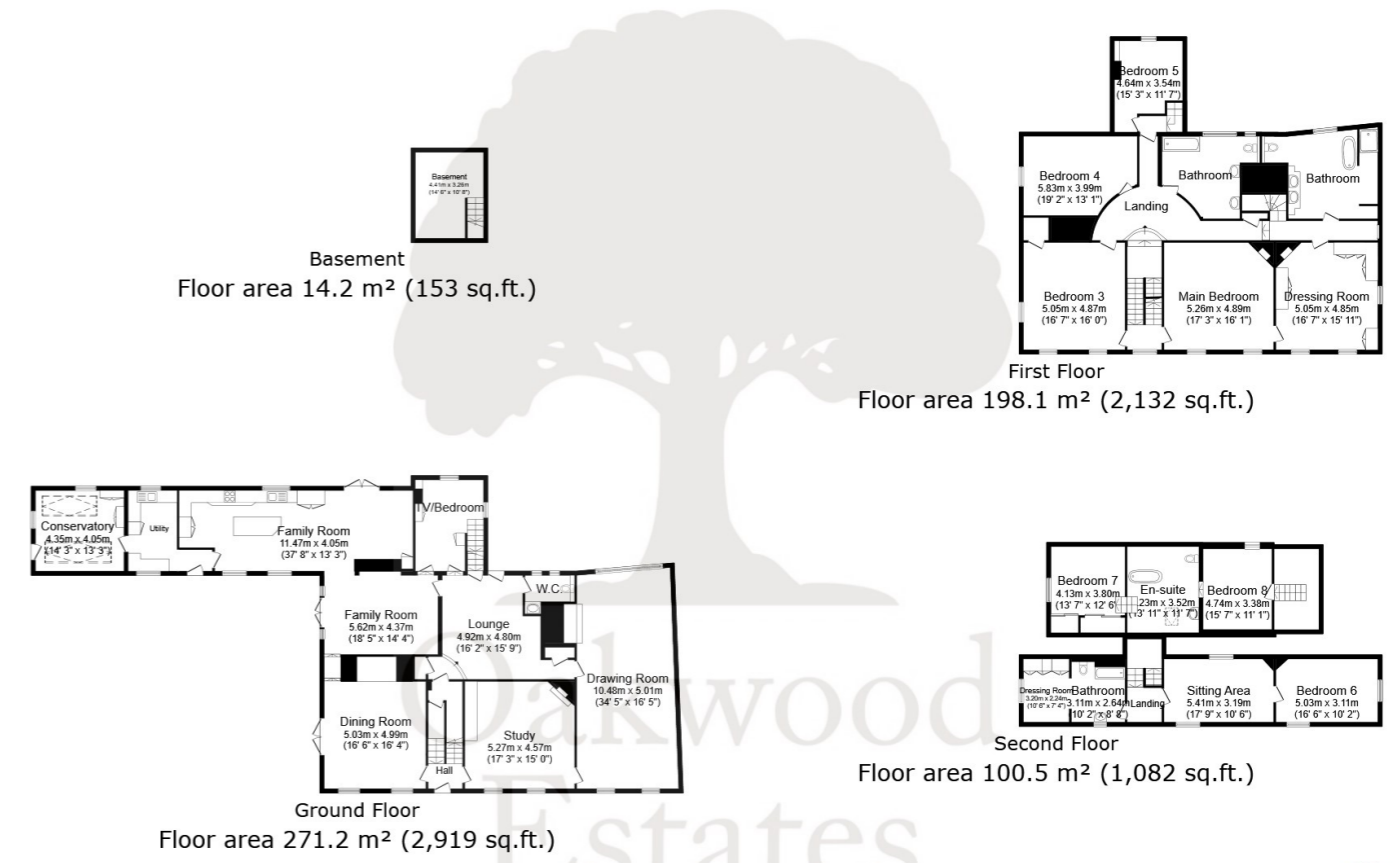 Bedroom 5
4.64m x 3.54m
(15' 3" x 11' 7")
Bedroom 4
5.83m x 3.99m
(19' 2" x 13' 1")
Bathroom
Bathroom
Landing
Bedroom 3
5.05m x 4.87m
(16' 7" x 16' 0")
Main Bedroom
5.26m x 4.89m
(17' 3" x 16' 1")
Dressing Room
5.05m x 4.85m
(16' 7" x 15' 11")
First Floor
Floor area 198.1 m² (2,132 sq.ft.)
Basement
4.41m x 3.26m
(14' 6" x 10' 8")
Basement
Floor area 14.2 m² (153 sq.ft.)
Conservatory
4.35m x 4.05m
(14' 3" x 13' 3")
Utility
Family Room
11.47m x 4.05m
(37' 8" x 13' 3")
TV/Bedroom
Family Room
5.62m x 4.37m
(18' 5" x 14' 4")
W.C.
Lounge
4.92m x 4.80m
(16' 2" x 15' 9")
Drawing Room
10.48m x 5.01m
(34' 5" x 16' 5")
Dining Room
5.03m x 4.99m
(16' 6" x 16' 4")
Study
5.27m x 4.57m
(17' 3" x 15' 0")
Hall
Ground Floor
Floor area 271.2 m² (2,919 sq.ft.)
Bedroom 7
4.13m x 3.80m
(13' 7" x 12' 6"
En-suite
23m x 3.52m
13' 11" x 11' 7"
Bedroom 8
4.74m x 3.38m
(15' 7" x 11' 1")
Dressing Room
3.20m x 2.24m
(10' 6" x 7' 4")
Bathroom
3.11m x 2.64m
10' 2" x 8' 8"
Landing
Sitting Area
5.41m x 3.19m
(17' 9" x 10' 6")
Bedroom 6
5.03m x 3.11m
(16' 6" x 10' 2")
Second Floor
Floor area 100.5 m² (1,082 sq.ft.)
Oakwood
Estates